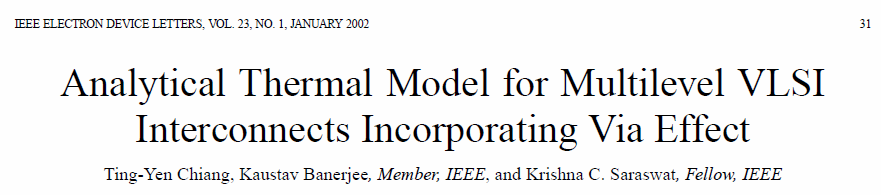 IEEE ELECTRON DEVICE LETTERS, VOL. 23, NO. 1, JANUARY 2002 31
Analytical Thermal Model for Multilevel VLSI
Interconnects Incorporating Via Effect
Ting-Yen Chiang, Kaustav Banerjee, Member, IEEE, and Krishna C. Saraswat, Fellow, IEEE